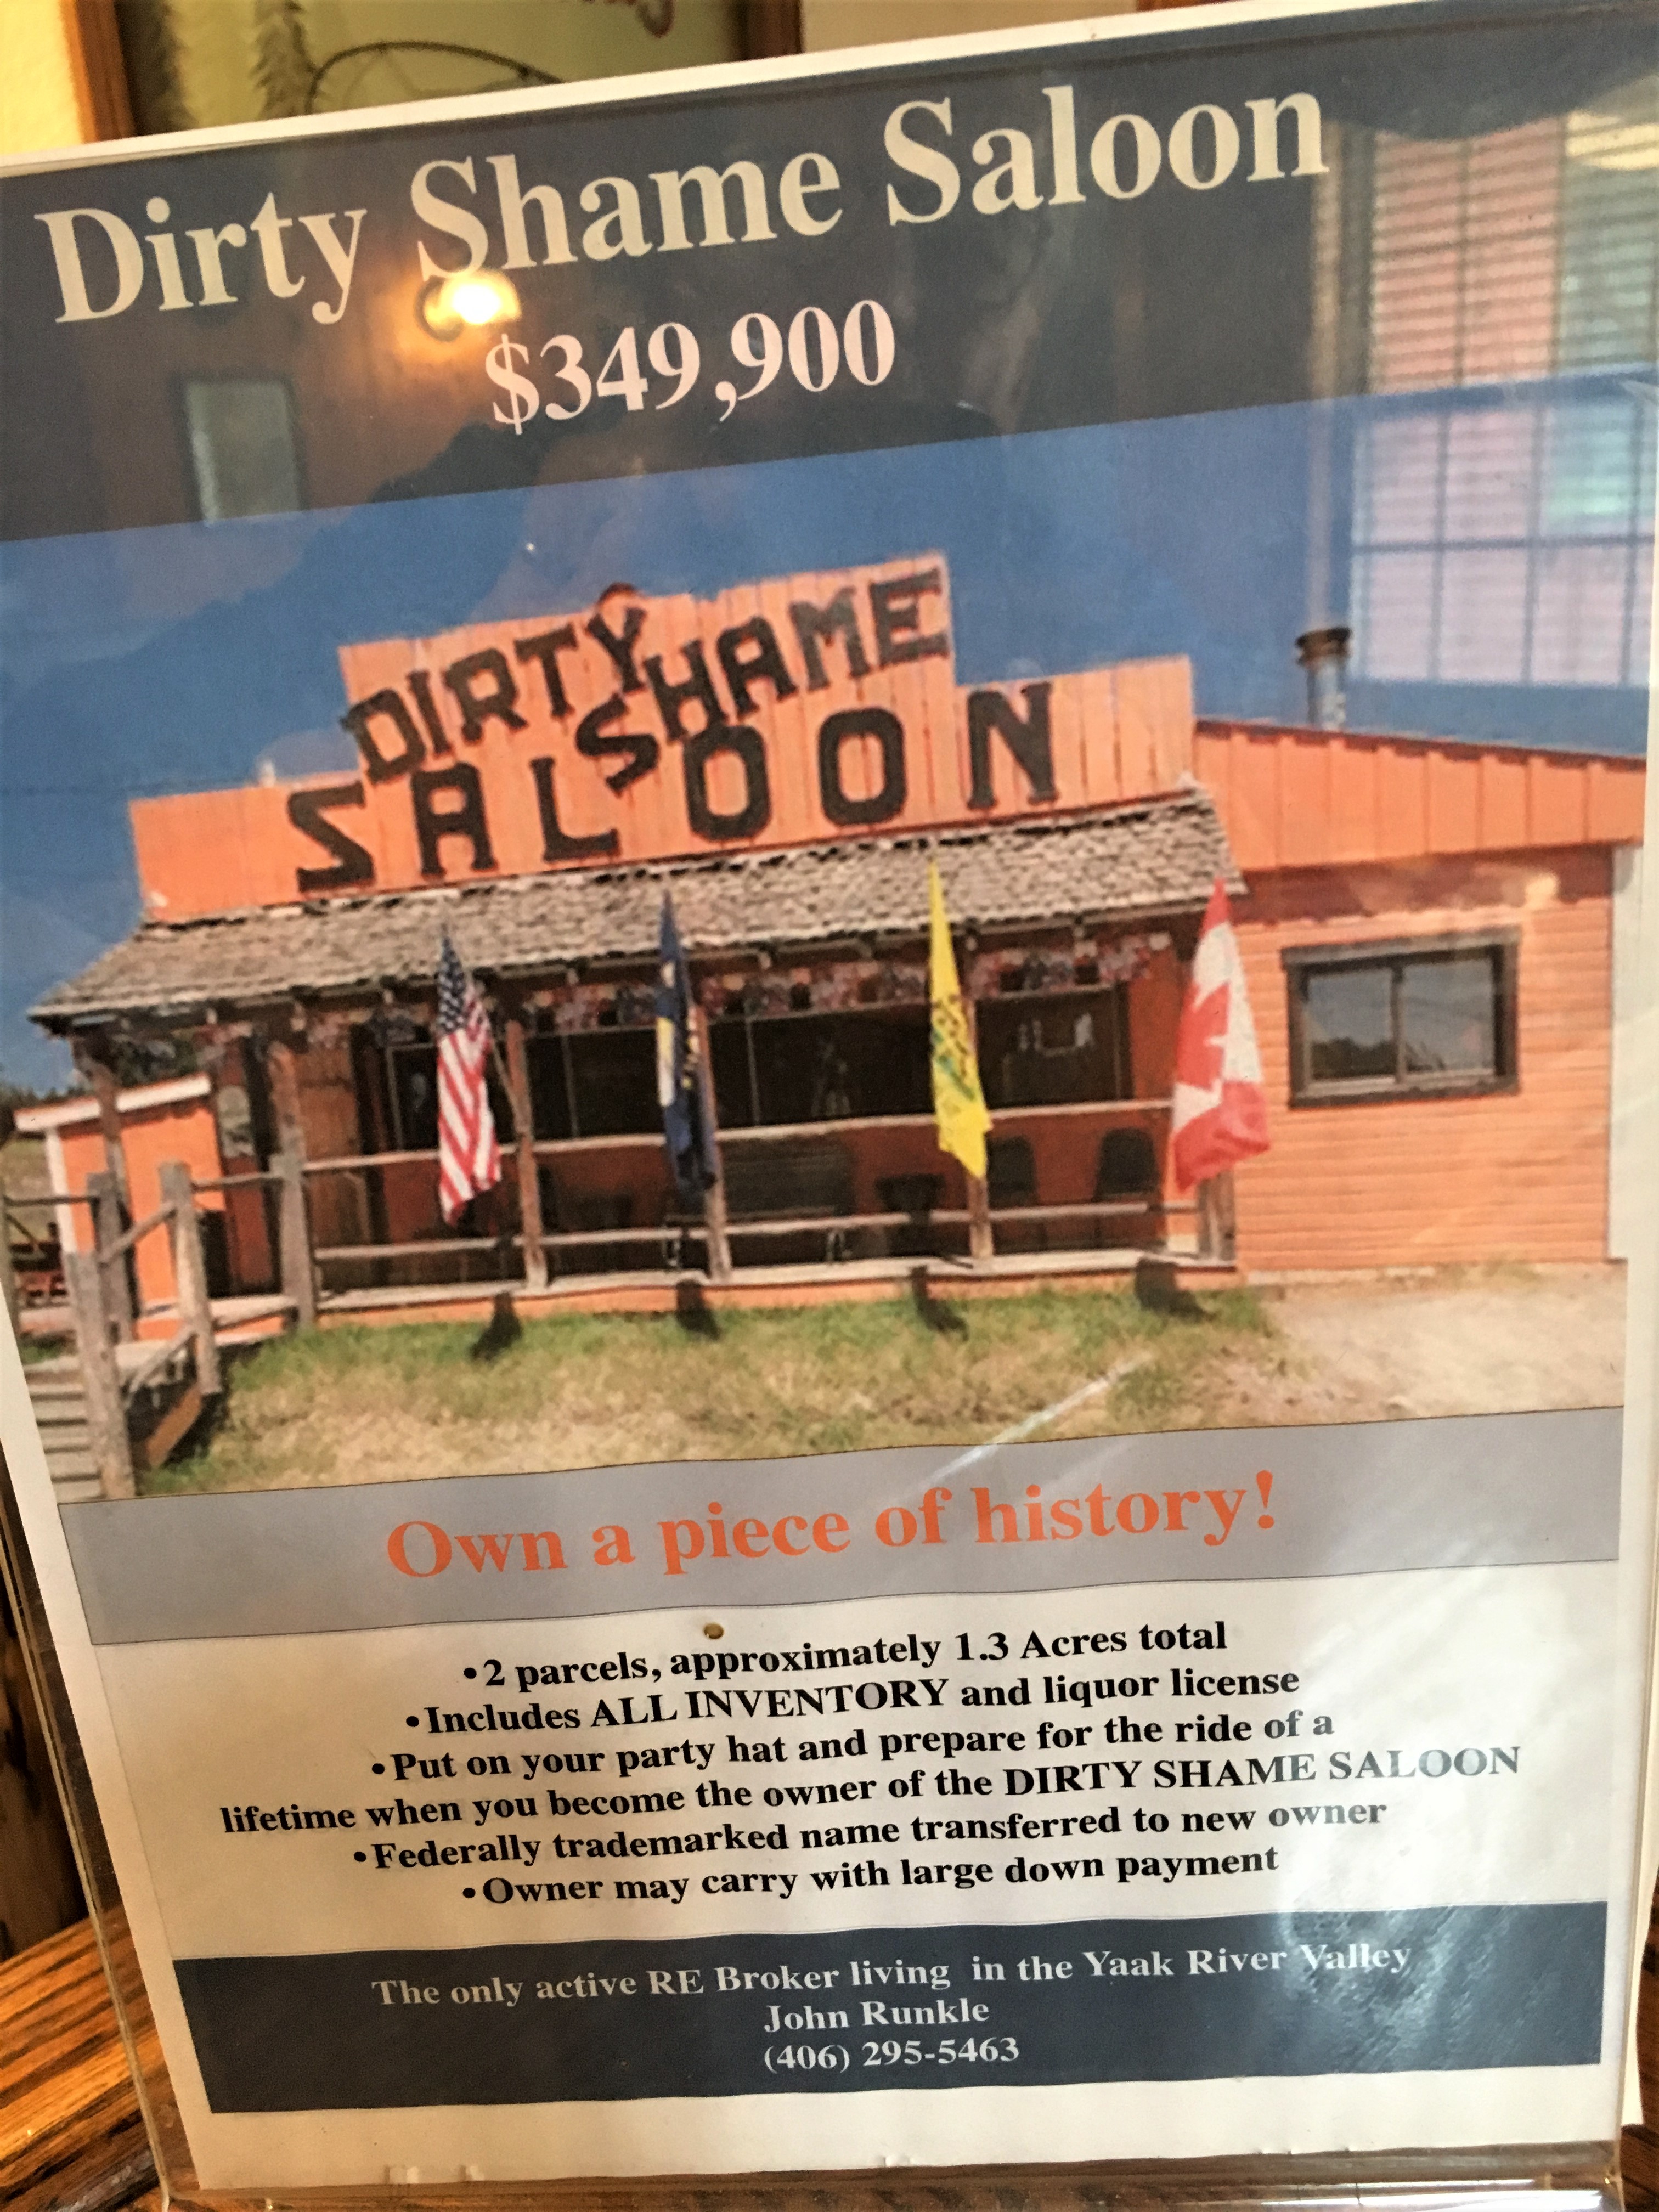 Dirty Shame Saloon
$349,900
DIRTY SHAME
SALOON
Own a piece of history!
•2 parcels, approximately 1.3 Acres total
•Includes ALL INVENTORY and liquor license
•Put on your party hat and prepare for the ride of a
lifetime when you become the owner of the DIRTY SHAME SALOON
•Federally trademarked name transferred to new owner
•Owner may carry with large down payment
The only active RE Broker living in the Yaak River Valley
John Runkle
(406) 295-5463